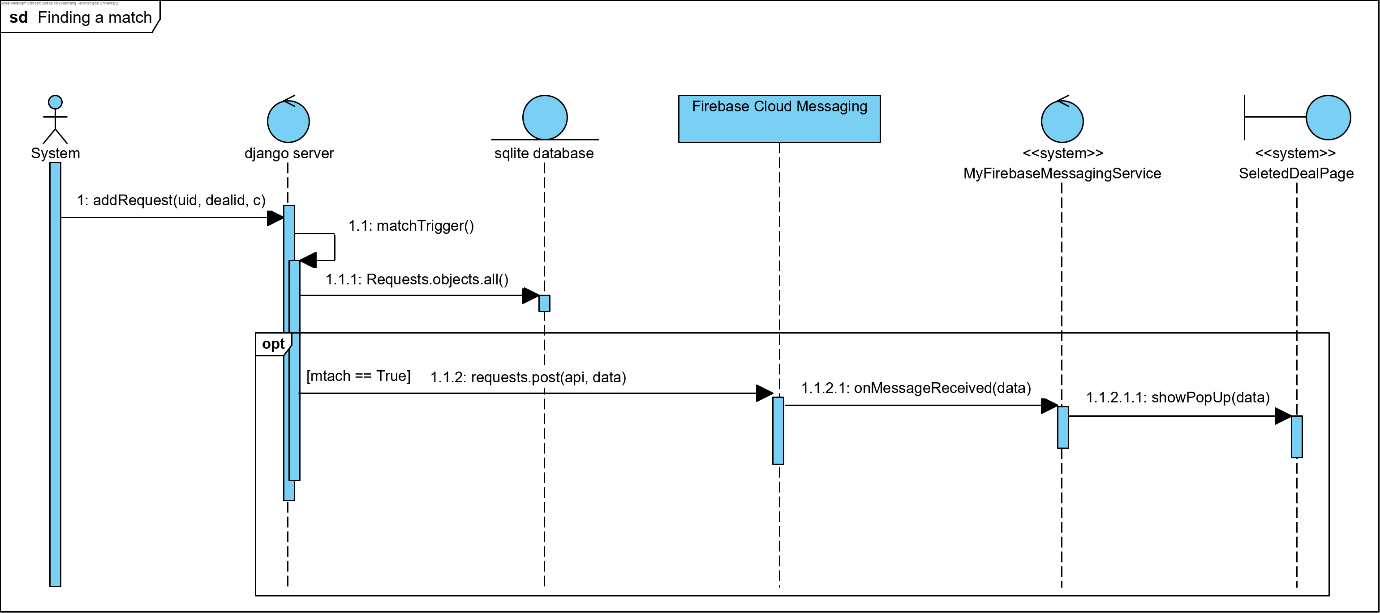 sd Finding a match
System
django server
sqlite database
Firebase Cloud Messaging
<<system>>
MyFirebaseMessagingService
<<system>>
SeletedDealPage
1: addRequest(uid, dealid, c)
1.1: matchTrigger()
1.1.1: Requests.objects.all()
opt
[mtach == True]
1.1.2: requests.post(api, data)
1.1.2.1: onMessageReceived(data)
1.1.2.1.1: showPopUp(data)